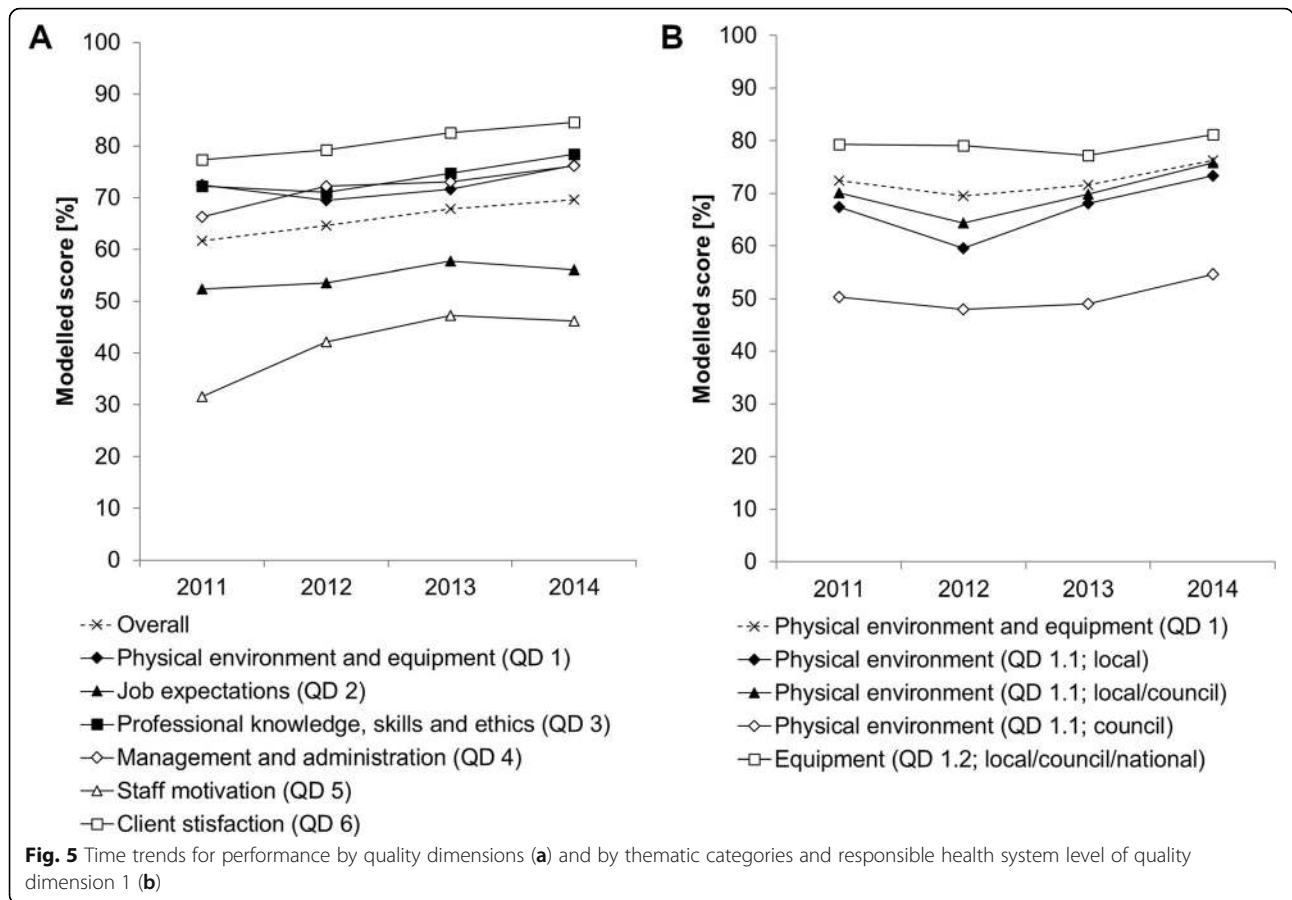 A
100
90
80
70
60
50
40
30
20
10
0
Modelled score [%]
2011 2012 2013 2014
Overall
Physical environment and equipment (QD 1)
Job expectations (QD 2)
Professional knowledge, skills and ethics (QD 3)
Management and administration (QD 4)
Staff motivation (QD 5)
Client stisfaction (QD 6)
B
100
90
80
70
60
50
40
30
20
10
0
Modelled score [%]
2011 2012 2013 2014
Physical environment and equipment (QD 1)
Physical environment (QD 1.1; local)
Physical environment (QD 1.1; local/council)
Physical environment (QD 1.1; council)
Equipment (QD 1.2; local/council/national)
Fig. 5 Time trends for performance by quality dimensions (a) and by thematic categories and responsible health system level of quality
dimension 1 (b)